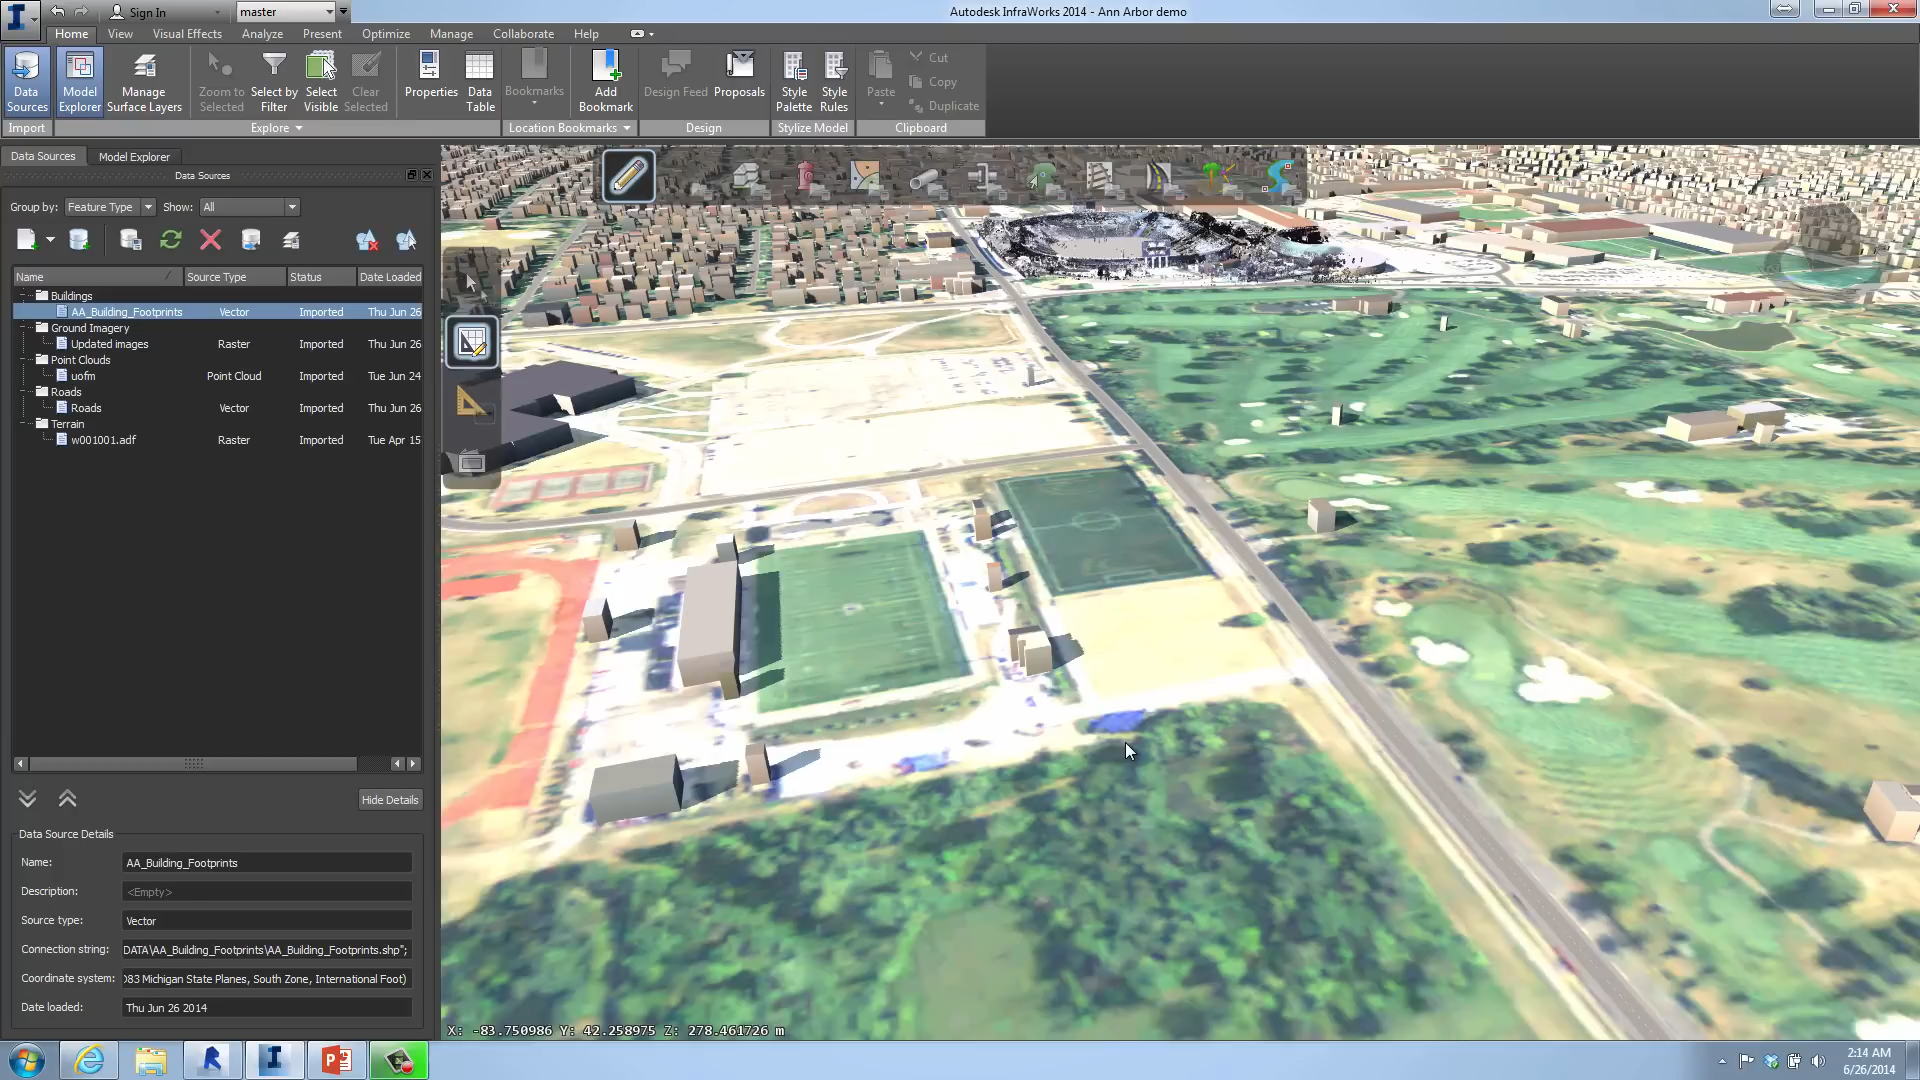 Sign In
master
Autodesk InfraWorks 2014 - Ann Arbor demo
Home View Visual Effects Analyze Present Optimize Manage Collaborate Help
Data Sources
Model Explorer
Manage Surface Layers
Zoom to Selected
Select by Filter
Select Visible
Clear Selected
Properties
Data Table
Bookmarks
Add Bookmark
Design Feed
Proposals
Style Palette
Style Rules
Paste
Cut
Copy
Duplicate
Import Explore Location Bookmarks Design Stylize Model Clipboard
Data Sources Model Explorer
Data Sources
Group by: Feature Type Show: All
Name Source Type Status Date Loaded
Buildings
AA_Building_Footprints Vector Imported Thu Jun 26
Ground Imagery
Updated images Raster Imported Thu Jun 26
Point Clouds
uofm Point Cloud Imported Tue Jun 24
Roads
Roads Vector Imported Thu Jun 26
Terrain
w001001.adf Raster Imported Tue Apr 15
Hide Details
Data Source Details
Name: AA_Building_Footprints
Description: <Empty>
Source type: Vector
Connection string: DATA\AA_Building_Footprints\AA_Building_Footprints.shp";
Coordinate system: )83 Michigan State Planes, South Zone, International Foot)
Date loaded: Thu Jun 26 2014
X: -83.750986 Y: 42.258975 Z: 278.461726 m
2:14 AM
6/26/2014